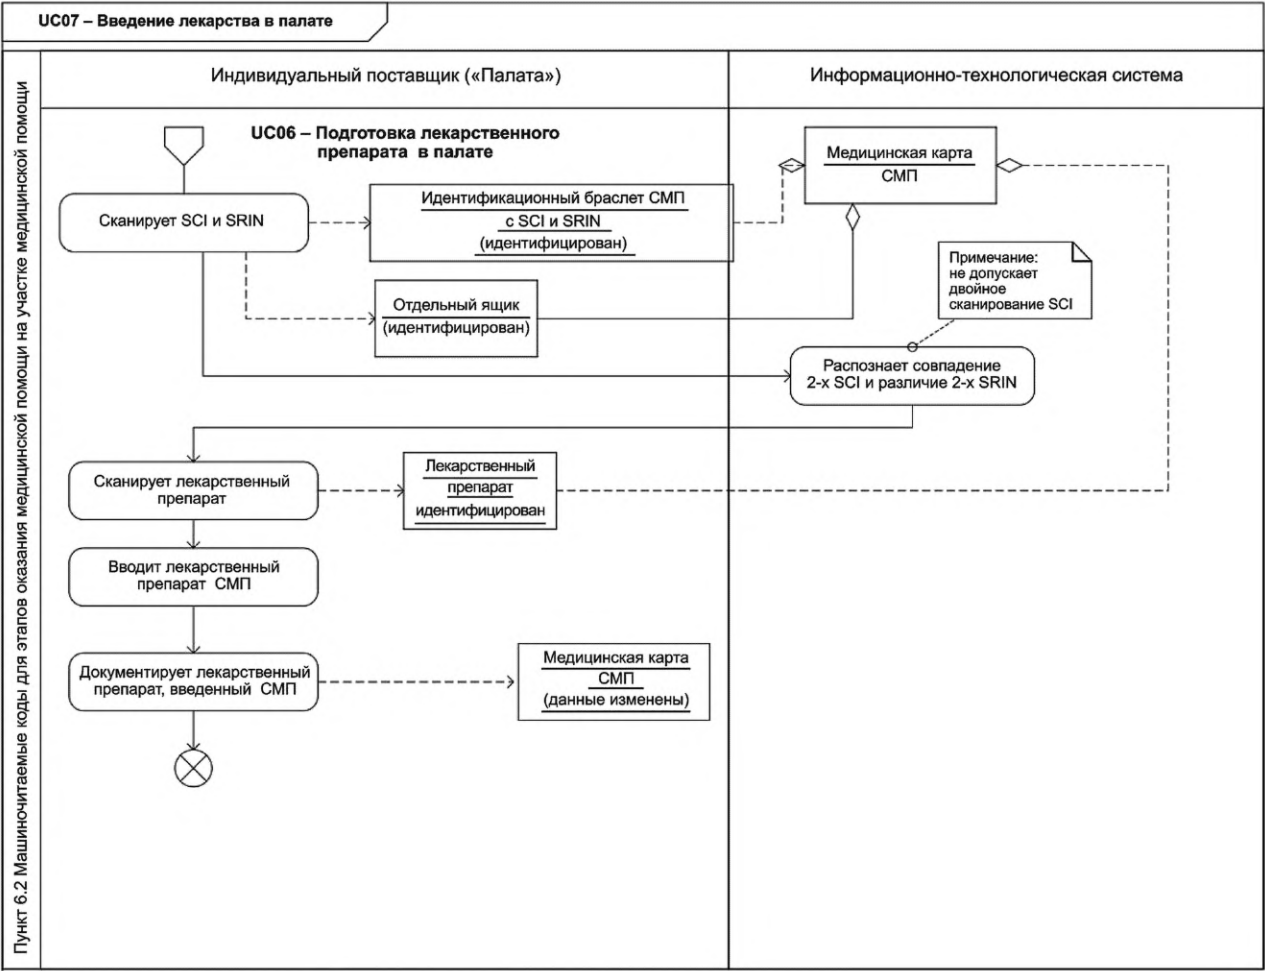 UC07 – Введение лекарства в палате
Пункт 6.2 Машиночитаемые коды для этапов оказания медицинской помощи на участке медицинской помощи
Индивидуальный поставщик («Палата»)
Информационно-технологическая система
UC06 – Подготовка лекарственного
препарата в палате
Медицинская карта
СМП
Сканирует SCI и SRIN
Идентификационный браслет СМП
с SCI и SRIN
(идентифицирован)
Примечание:
не допускает
двойное
сканирование SCI
Отдельный ящик
(идентифицирован)
Распознает совпадение
2-х SCI и различие 2-х SRIN
Сканирует лекарственный
препарат
Лекарственный
препарат
идентифицирован
Вводит лекарственный
препарат СМП
Документирует лекарственный
препарат, введенный СМП
Медицинская карта
СМП
(данные изменены)